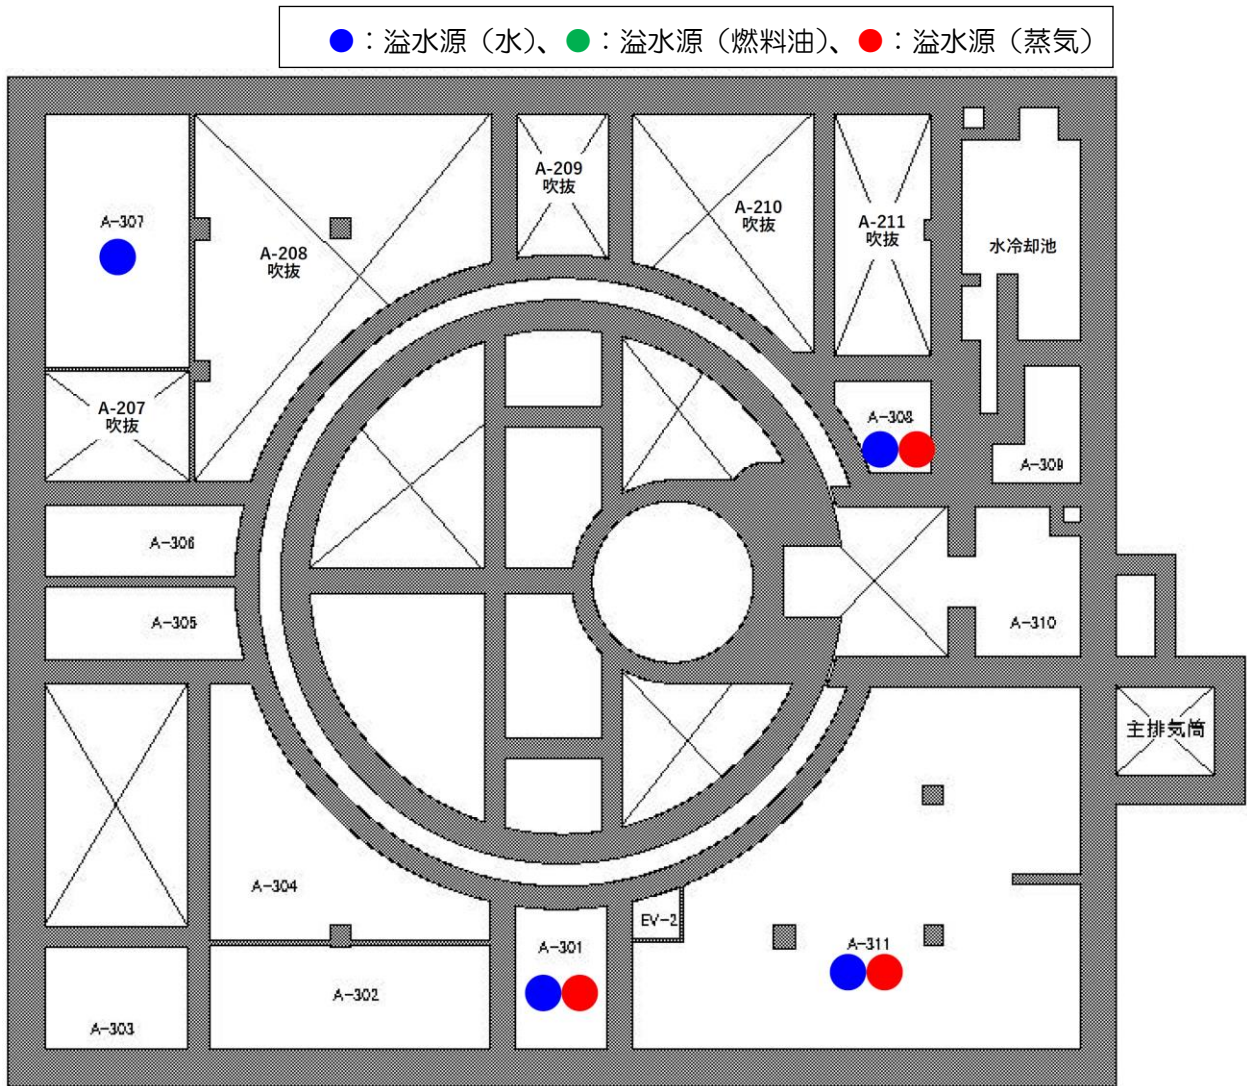 ●：溢水源（水）、●：溢水源（燃料油）、●：溢水源（蒸気）
A-307
A-208
吹抜
A-209
吹抜
A-210
吹抜
A-211
吹抜
水冷却池
A-207
吹抜
A-308
A-309
A-306
A-305
A-310
主排気筒
A-304
EV-2
A-301
A-311
A-302
A-303